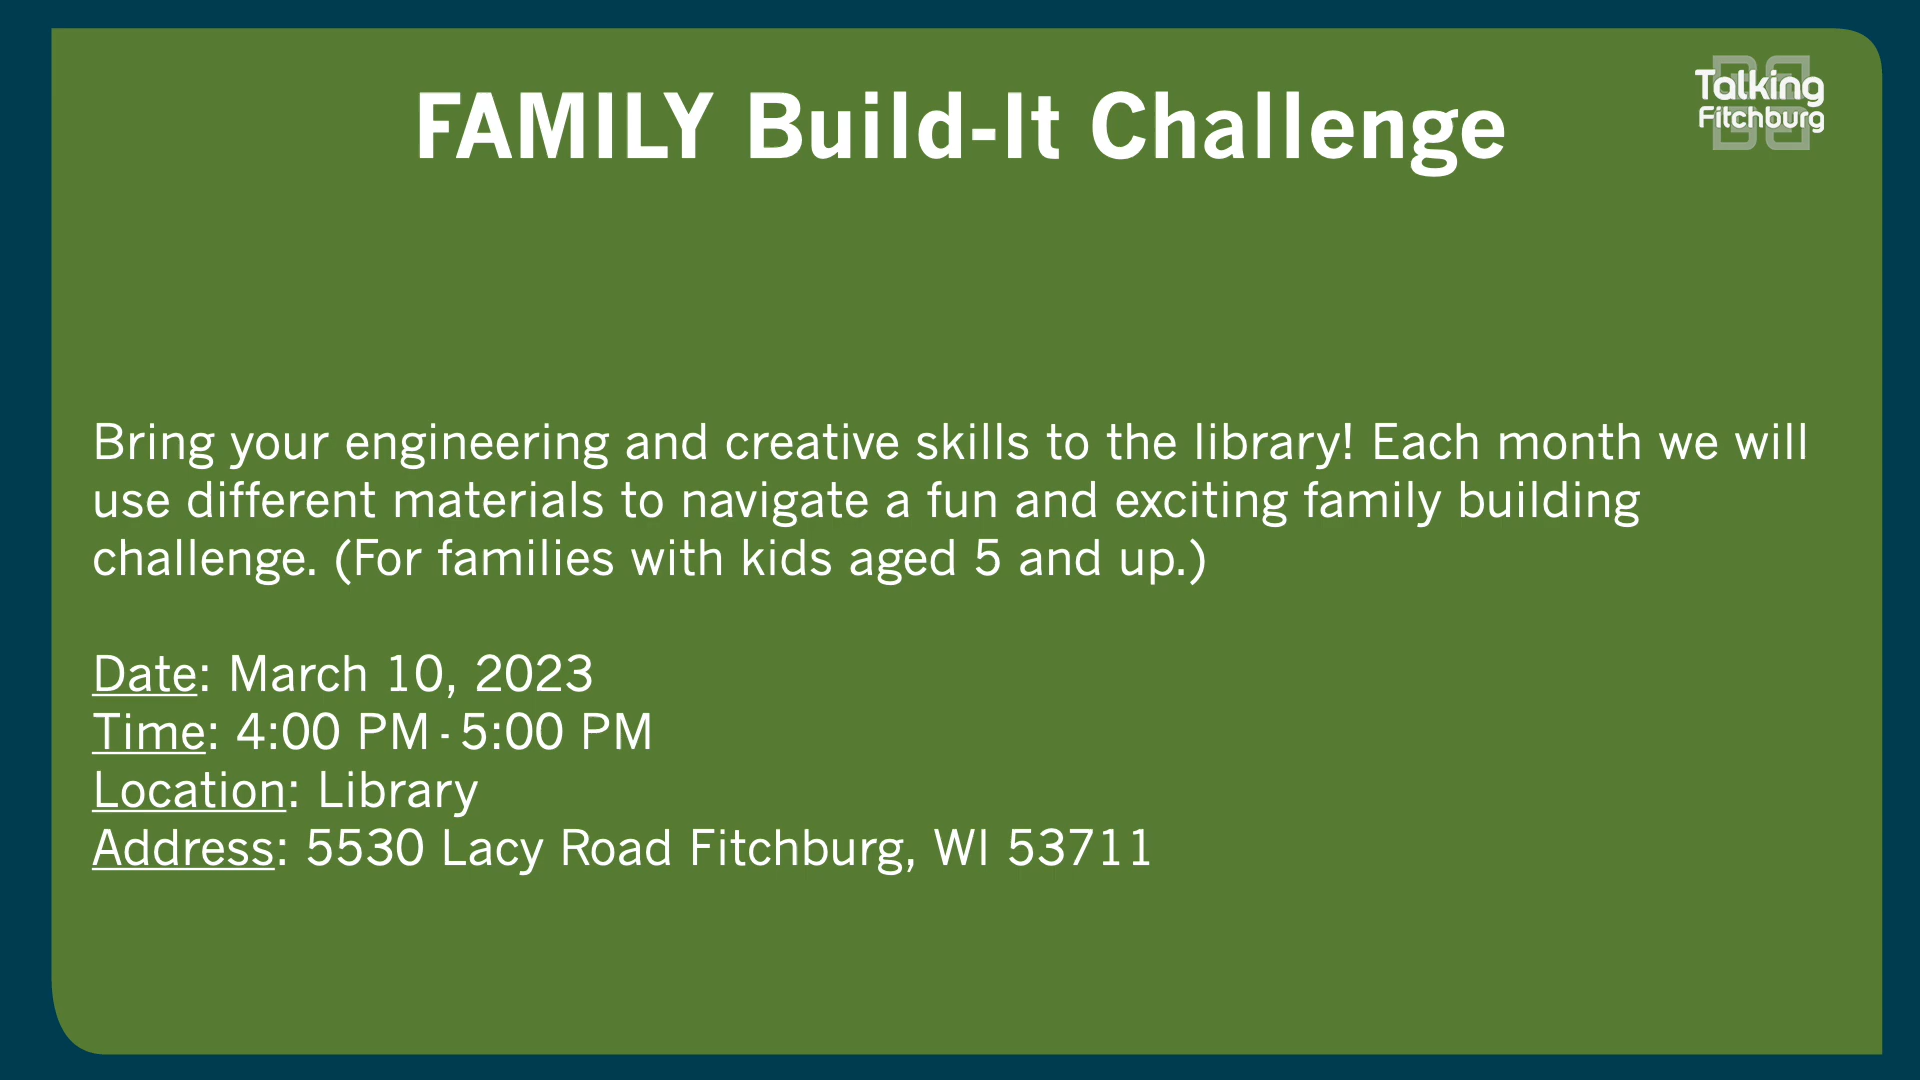 FAMILY Build-It Challenge
Talking
Fitchburg
Bring your engineering and creative skills to the library! Each month we will
use different materials to navigate a fun and exciting family building
challenge. (For families with kids aged 5 and up.)
Date: March 10, 2023
Time: 4:00 PM - 5:00 PM
Location: Library
Address: 5530 Lacy Road Fitchburg, WI 53711